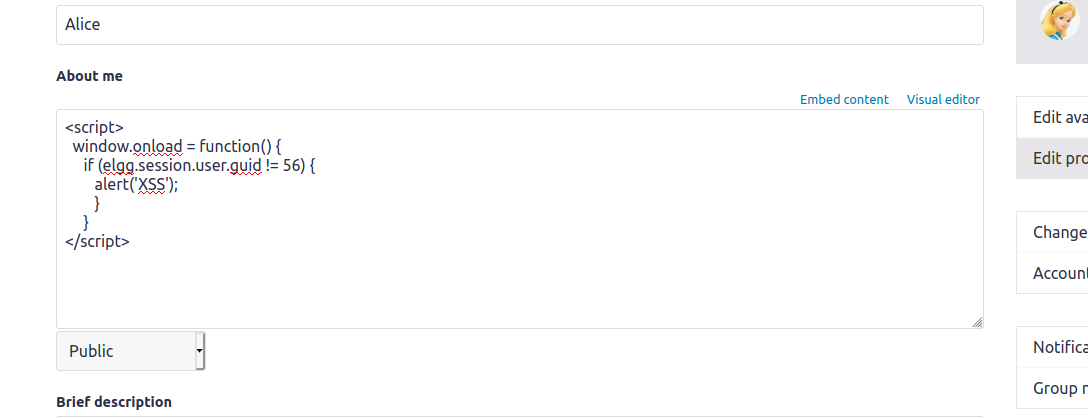 Alice
About me
Embed content Visual editor
<script>
window.onload = function() {
if (elgg.session.user.guid != 56) {
alert('XSS');
}
}
</script>
Public
Brief description
Edit ava
Edit pro
Change
Account
Notifica
Group n